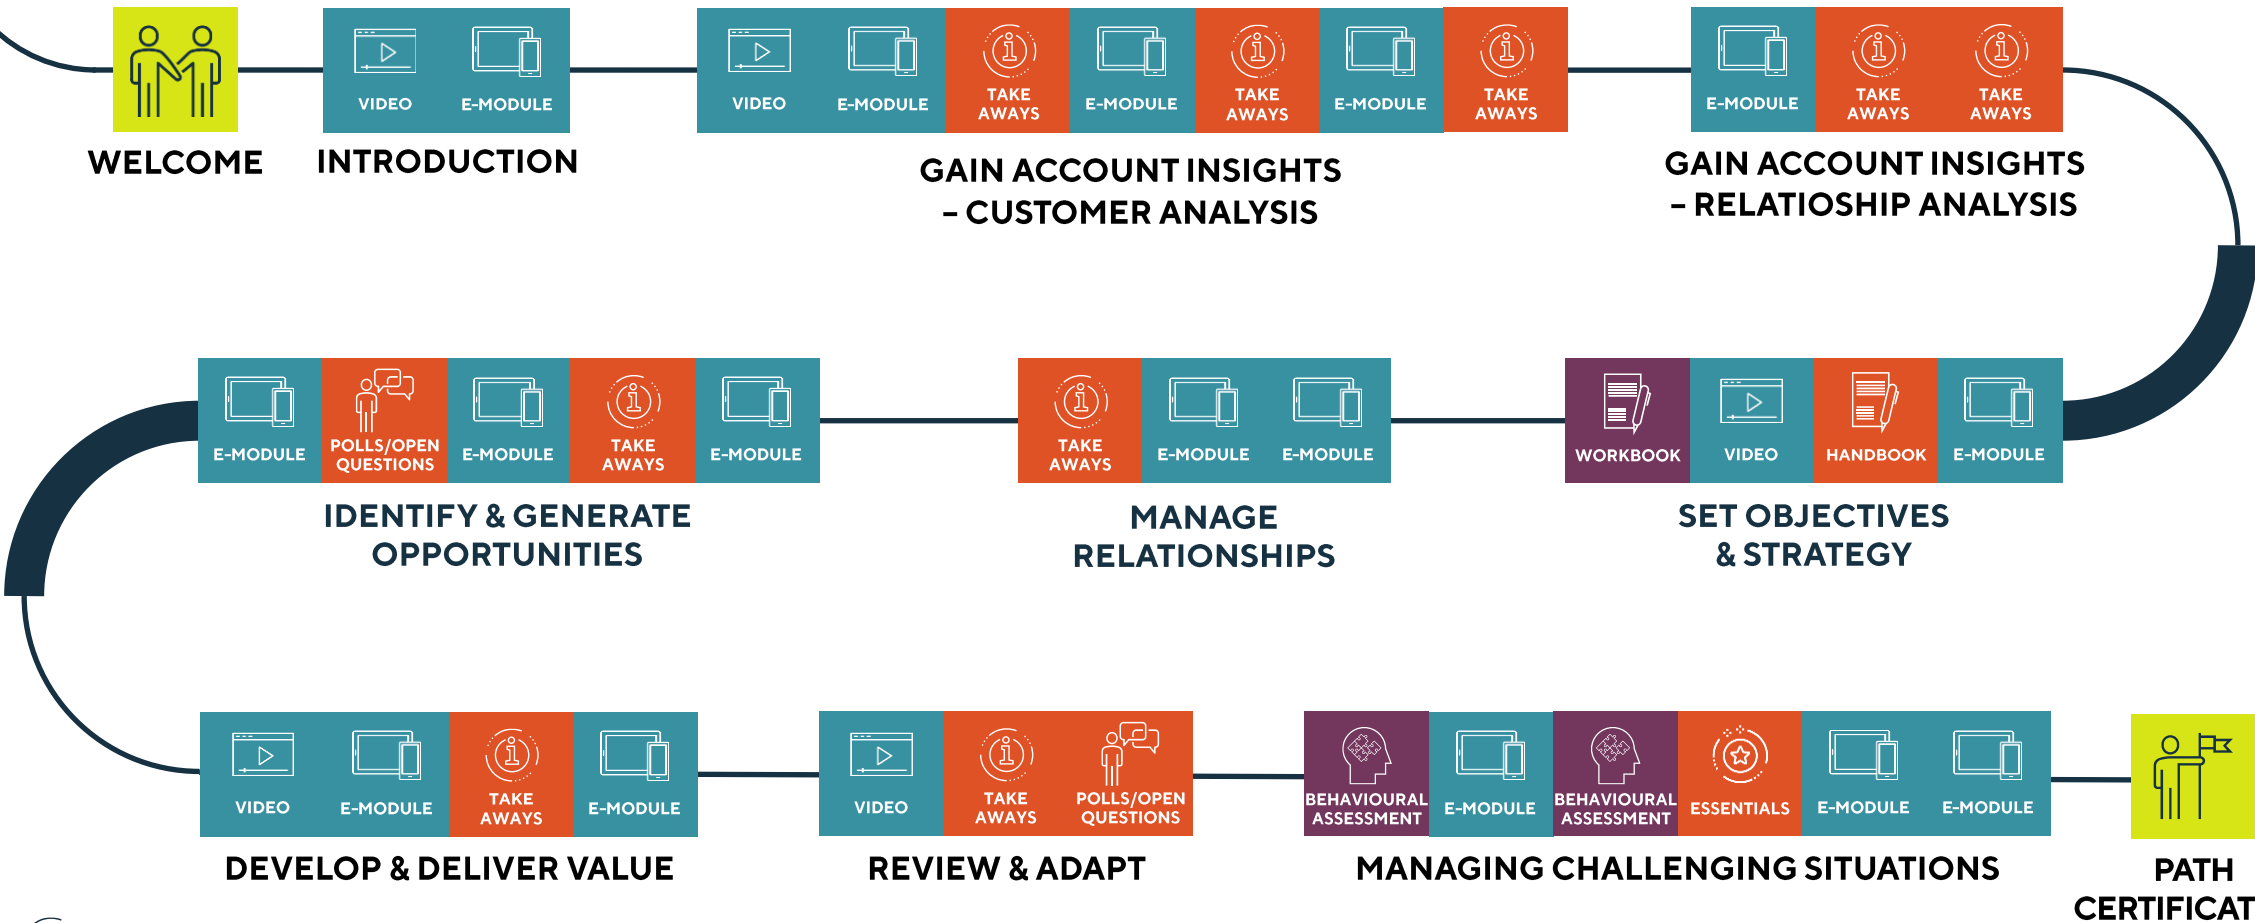 VIDEO
E-MODULE
WELCOME
INTRODUCTION
VIDEO
E-MODULE
TAKE
AWAYS
E-MODULE
TAKE
AWAYS
E-MODULE
TAKE
AWAYS
GAIN ACCOUNT INSIGHTS
– CUSTOMER ANALYSIS
E-MODULE
TAKE
AWAYS
TAKE
AWAYS
GAIN ACCOUNT INSIGHTS
– RELATIOSHIP ANALYSIS
E-MODULE
POLLS/OPEN
QUESTIONS
E-MODULE
TAKE
AWAYS
E-MODULE
IDENTIFY & GENERATE
OPPORTUNITIES
TAKE
AWAYS
E-MODULE
E-MODULE
MANAGE
RELATIONSHIPS
WORKBOOK
VIDEO
HANDBOOK
E-MODULE
SET OBJECTIVES
& STRATEGY
VIDEO
E-MODULE
TAKE
AWAYS
E-MODULE
DEVELOP & DELIVER VALUE
VIDEO
TAKE
AWAYS
POLLS/OPEN
QUESTIONS
REVIEW & ADAPT
BEHAVIOURAL
ASSESSMENT
E-MODULE
BEHAVIOURAL
ASSESSMENT
ESSENTIALS
E-MODULE
E-MODULE
MANAGING CHALLENGING SITUATIONS
PATH
CERTIFICAT